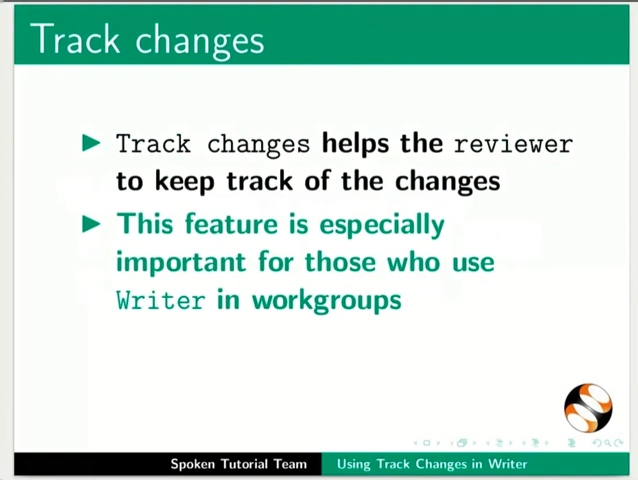 Track changes
Track changes helps the reviewer
to keep track of the changes
This feature is especially
important for those who use
Writer in workgroups
Spoken Tutorial Team
Using Track Changes in Writer